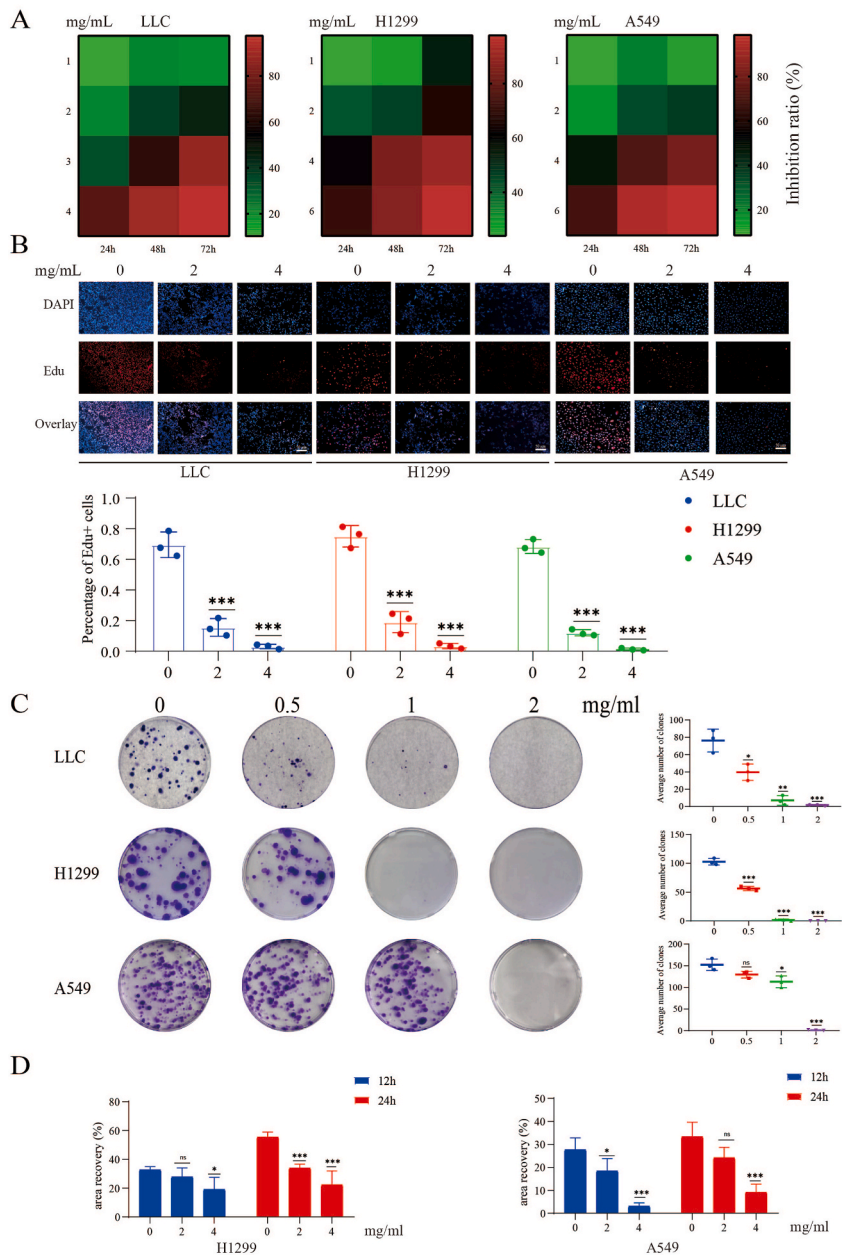 A
mg/mL LLC
1
2
3
4
24h 48h 72h
80
60
40
20
mg/mL H1299
1
2
4
6
24h 48h 72h
80
60
40
mg/mL A549
1
2
4
6
24h 48h 72h
80
60
40
20
Inhibition ratio (%)
B
mg/mL 0 2 4 0 2 4 0 2 4
DAPI
Edu
Overlay
LLC H1299 A549
Percentage of Edu+ cells
1.0
0.8
0.6
0.4
0.2
0.0
*** *** *** *** *** ***
0 2 4 0 2 4 0 2 4
LLC
H1299
A549
C
0 0.5 1 2 mg/ml
LLC
H1299
A549
Average number of clones
100
80
60
40
20
0
* ** ***
0 0.5 1 2
Average number of clones
150
100
50
0
*** *** ***
0 0.5 1 2
Average number of clones
200
150
100
50
0
ns * ***
0 0.5 1 2
D
12h
24h
area recovery (%)
80
60
40
20
0
ns * *** ***
0 2 4 0 2 4 mg/ml
H1299
12h
24h
area recovery (%)
50
40
30
20
10
0
* *** ns ***
0 2 4 0 2 4 mg/ml
A549